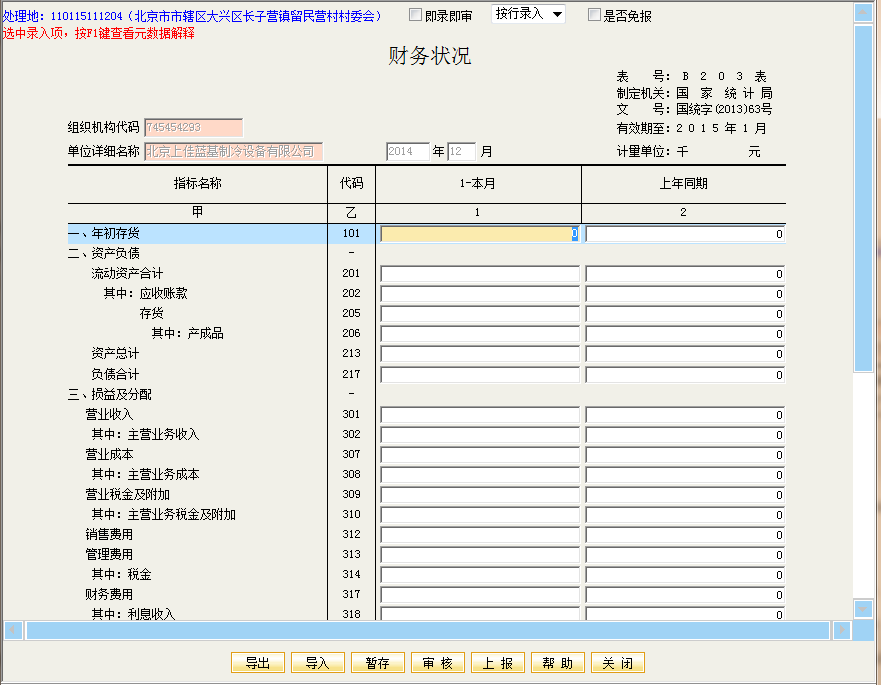 处理地：110115111204（北京市市辖区大兴区长子营镇留民营村村委会） 即录即审 按行录入 是否免报
选中录入项，按F1键查看元数据解释
财务状况
表 号：B 2 0 3 表
制定机关：国 家 统 计 局
文 号：国统字(2013)63号
组织机构代码 745454293 有效期至：2 0 1 5 年 1 月
单位详细名称 北京上佳蓝基制冷设备有限公司 2014 年 12 月 计量单位：千 元
指标名称 代码 1-本月 上年同期
甲 乙 1 2
一、年初存货 101 0 0
二、资产负债 -
流动资产合计 201 0
其中：应收账款 202 0
存货 205 0
其中：产成品 206 0
资产总计 213 0
负债合计 217 0
三、损益及分配 -
营业收入 301 0
其中：主营业务收入 302 0
营业成本 307 0
其中：主营业务成本 308 0
营业税金及附加 309 0
其中：主营业务税金及附加 310 0
销售费用 312 0
管理费用 313 0
其中：税金 314 0
财务费用 317 0
其中：利息收入 318 0
导出 导入 暂存 审 核 上 报 帮 助 关 闭